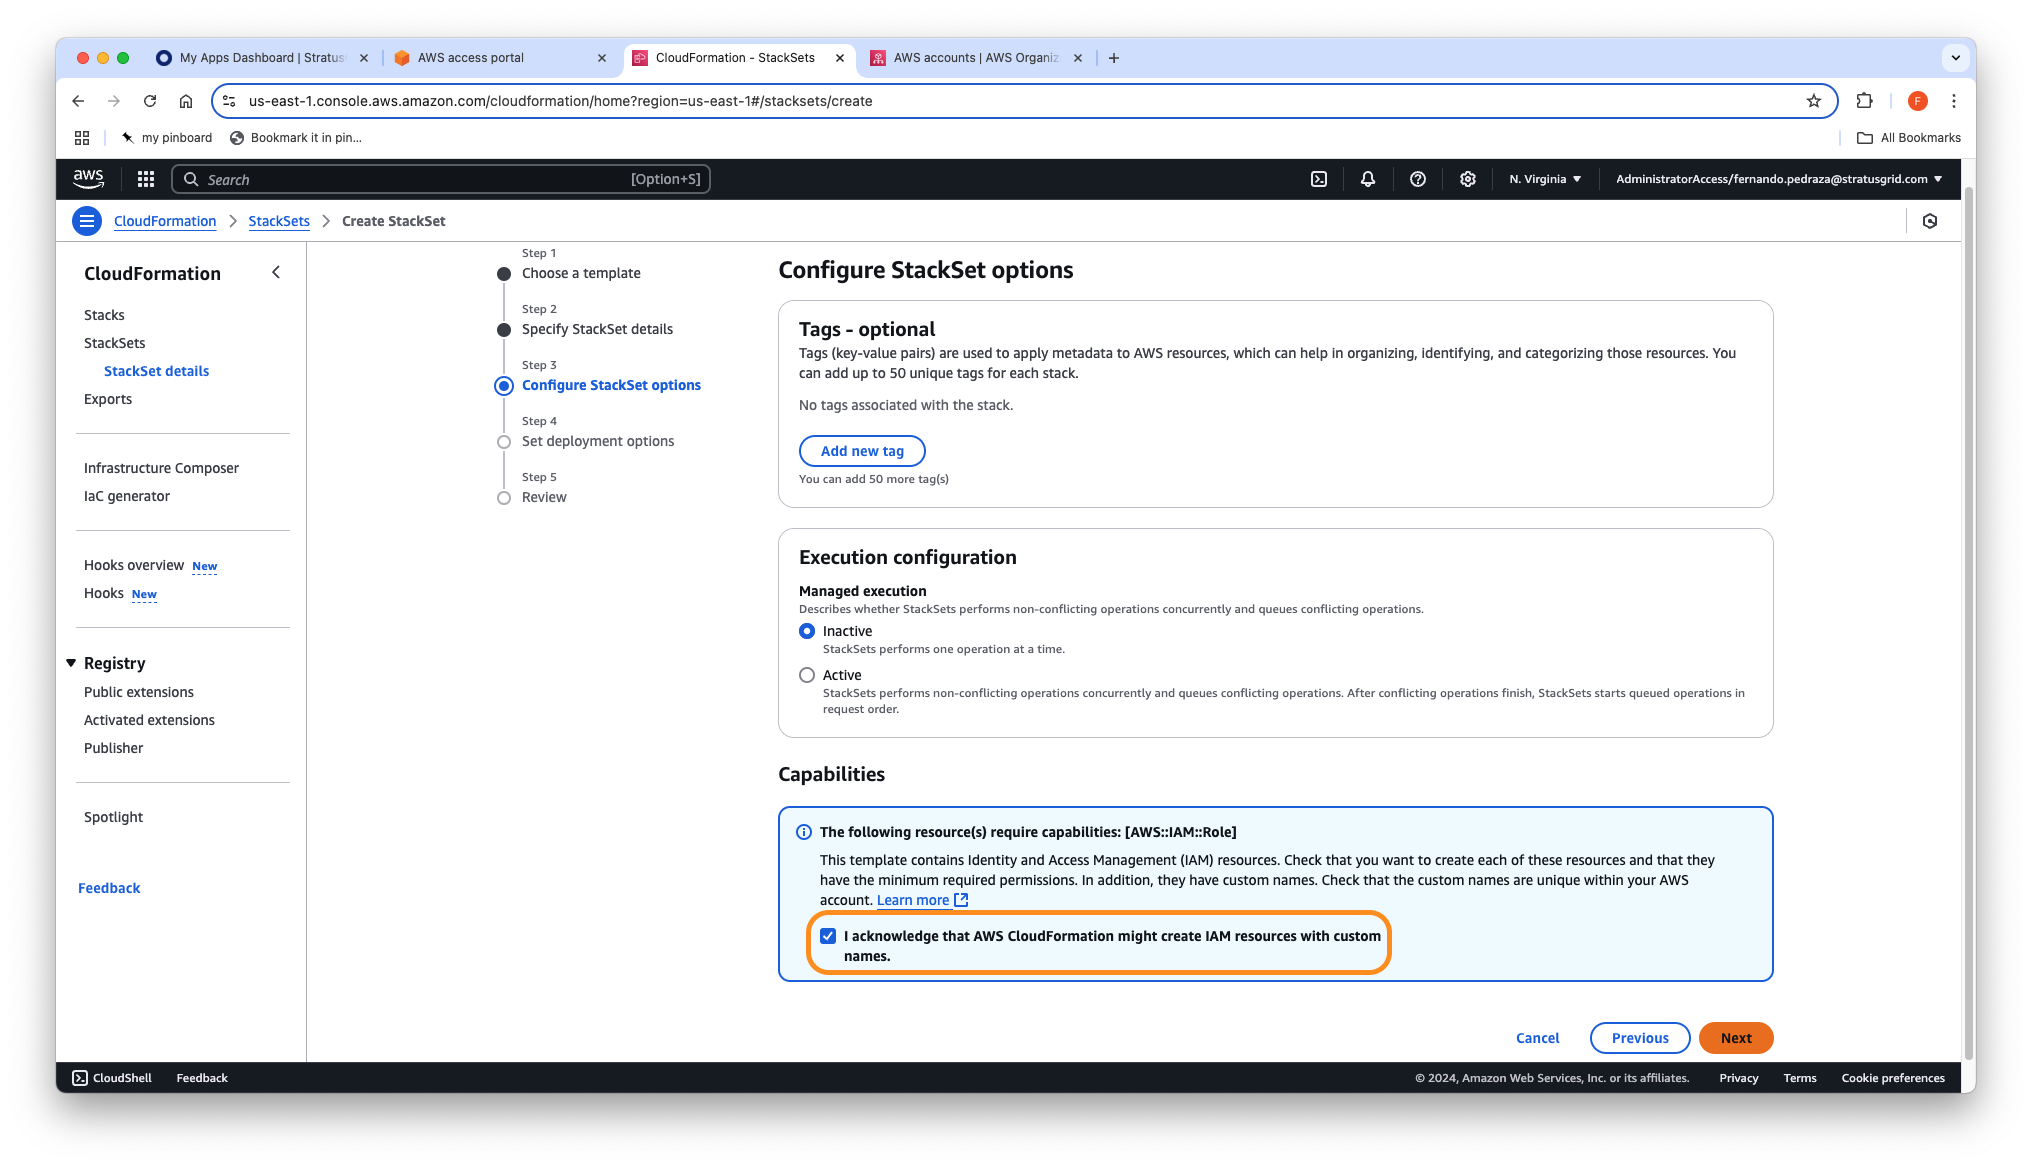 My Apps Dashboard | Stratus
AWS access portal
CloudFormation - StackSets
AWS accounts | AWS Organiz
us-east-1.console.aws.amazon.com/cloudformation/home?region=us-east-1#/stacksets/create
F
my pinboard
Bookmark it in pin...
All Bookmarks
aws
Search
[Option+S]
N. Virginia
AdministratorAccess/fernando.pedraza@stratusgrid.com
CloudFormation
StackSets
Create StackSet
CloudFormation
Stacks
StackSets
StackSet details
Exports
Infrastructure Composer
IaC generator
Hooks overview New
Hooks New
Registry
Public extensions
Activated extensions
Publisher
Spotlight
Feedback
Step 1
Choose a template
Step 2
Specify StackSet details
Step 3
Configure StackSet options
Step 4
Set deployment options
Step 5
Review
Configure StackSet options
Tags - optional
Tags (key-value pairs) are used to apply metadata to AWS resources, which can help in organizing, identifying, and categorizing those resources. You
can add up to 50 unique tags for each stack.
No tags associated with the stack.
Add new tag
You can add 50 more tag(s)
Execution configuration
Managed execution
Describes whether StackSets performs non-conflicting operations concurrently and queues conflicting operations.
Inactive
StackSets performs one operation at a time.
Active
StackSets performs non-conflicting operations concurrently and queues conflicting operations. After conflicting operations finish, StackSets starts queued operations in
request order.
Capabilities
The following resource(s) require capabilities: [AWS::IAM::Role]
This template contains Identity and Access Management (IAM) resources. Check that you want to create each of these resources and that they
have the minimum required permissions. In addition, they have custom names. Check that the custom names are unique within your AWS
account. Learn more
I acknowledge that AWS CloudFormation might create IAM resources with custom
names.
Cancel
Previous
Next
CloudShell
Feedback
© 2024, Amazon Web Services, Inc. or its affiliates.
Privacy
Terms
Cookie preferences